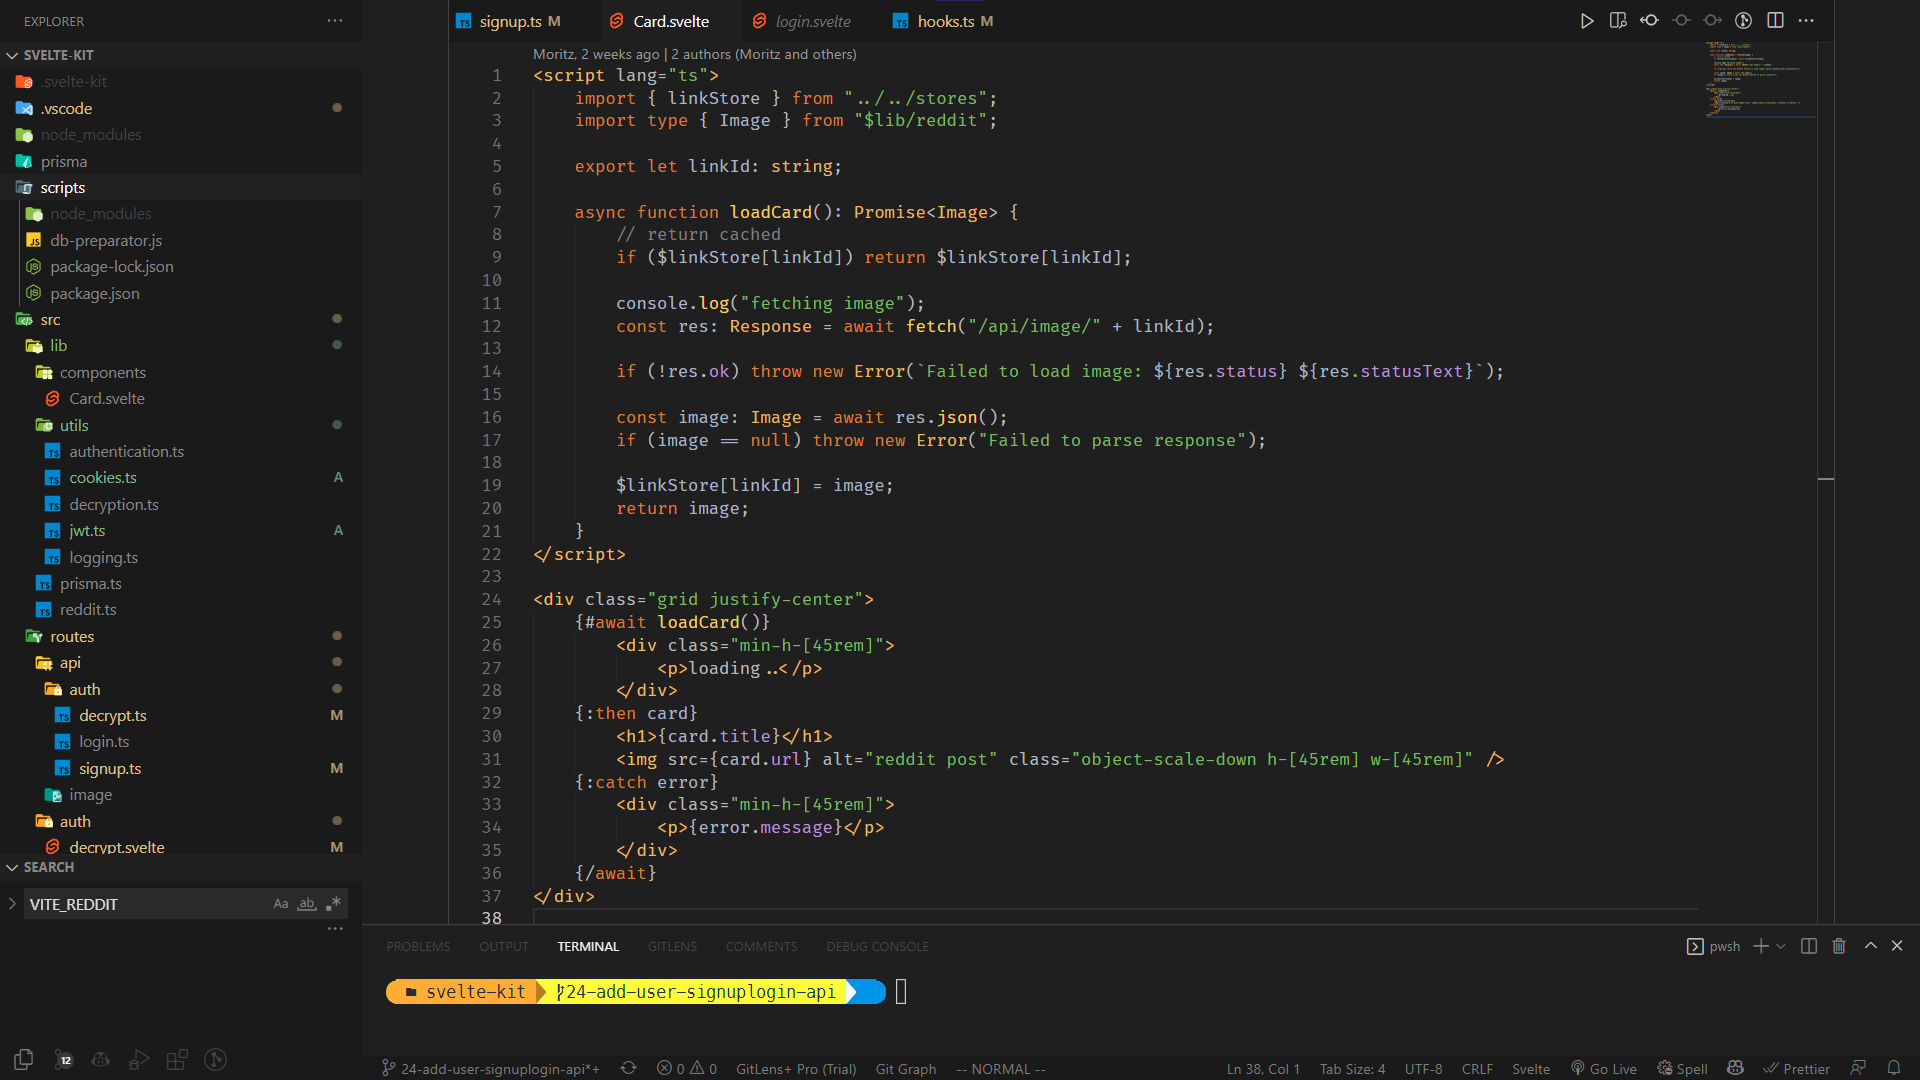 EXPLORER
SVELTE-KIT
.svelte-kit
.vscode
node_modules
prisma
scripts
node_modules
db-preparator.js
package-lock.json
package.json
src
lib
components
Card.svelte
utils
authentication.ts
cookies.ts A
decryption.ts
jwt.ts A
logging.ts
prisma.ts
reddit.ts
routes
api
auth
decrypt.ts M
login.ts
signup.ts M
image
auth
decrypt.svelte M
SEARCH
VITE_REDDIT Aa ab
12
signup.ts M Card.svelte login.svelte hooks.ts M
Moritz, 2 weeks ago | 2 authors (Moritz and others)
1 <script lang="ts">
2 import { linkStore } from "../../stores";
3 import type { Image } from "$lib/reddit";
4
5 export let linkId: string;
6
7 async function loadCard(): Promise<Image> {
8 // return cached
9 if ($linkStore[linkId]) return $linkStore[linkId];
10
11 console.log("fetching image");
12 const res: Response = await fetch("/api/image/" + linkId);
13
14 if (!res.ok) throw new Error(`Failed to load image: ${res.status} ${res.statusText}`);
15
16 const image: Image = await res.json();
17 if (image == null) throw new Error("Failed to parse response");
18
19 $linkStore[linkId] = image;
20 return image;
21 }
22 </script>
23
24 <div class="grid justify-center">
25 {#await loadCard()}
26 <div class="min-h-[45rem]">
27 <p>loading..</p>
28 </div>
29 {:then card}
30 <h1>{card.title}</h1>
31 <img src={card.url} alt="reddit post" class="object-scale-down h-[45rem] w-[45rem]" />
32 {:catch error}
33 <div class="min-h-[45rem]">
34 <p>{error.message}</p>
35 </div>
36 {/await}
37 </div>
38
PROBLEMS OUTPUT TERMINAL GITLENS COMMENTS DEBUG CONSOLE pwsh
svelte-kit 24-add-user-signuplogin-api
24-add-user-signuplogin-api*+ 0 0 GitLens+ Pro (Trial) Git Graph -- NORMAL -- Ln 38, Col 1 Tab Size: 4 UTF-8 CRLF Svelte Go Live Spell Prettier